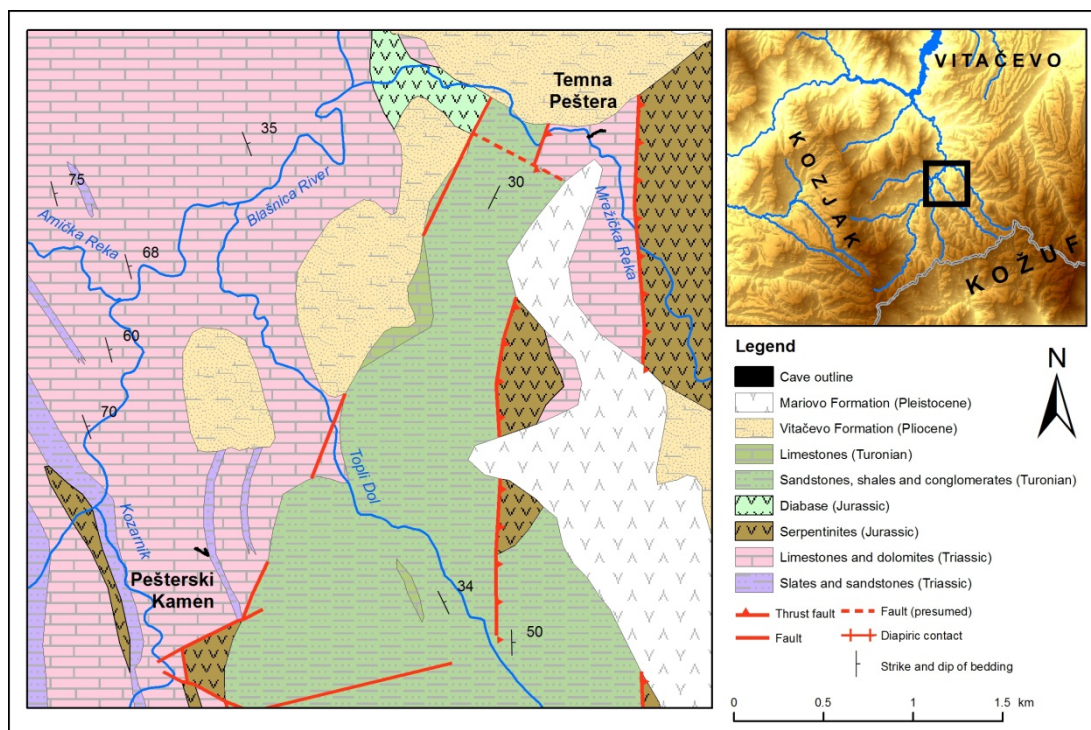 Temna
Peštera
35
75
30
Blašnica River
Mrežička Reka
Arnička Reka
68
60
70
Topli Dol
Kozarnik
Pešterski
Kamen
34
50
VITAČEVO
KOZJAK
KOŽUF
Legend
N
Cave outline
Mariovo Formation (Pleistocene)
Vitačevo Formation (Pliocene)
Limestones (Turonian)
Sandstones, shales and conglomerates (Turonian)
Diabase (Jurassic)
Serpentinites (Jurassic)
Limestones and dolomites (Triassic)
Slates and sandstones (Triassic)
Thrust fault
Fault (presumed)
Fault
Diapiric contact
Strike and dip of bedding
0 0.5 1 1.5 km